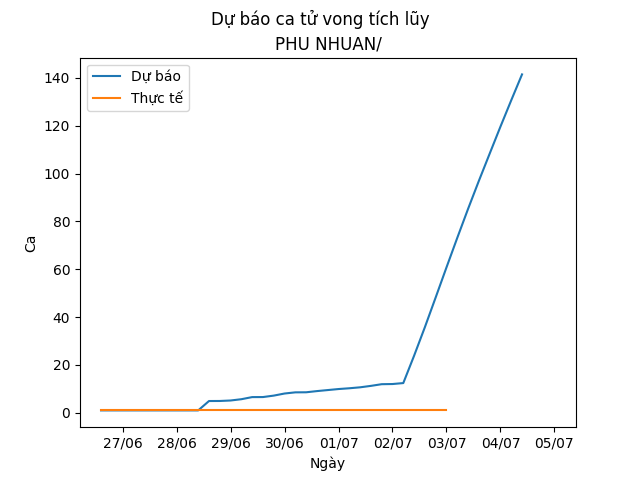 Dự báo ca tử vong tích lũy
PHU NHUAN/
Dự báo
Thực tế
140
120
100
80
60
40
20
0
Ca
27/06 28/06 29/06 30/06 01/07 02/07 03/07 04/07 05/07
Ngày